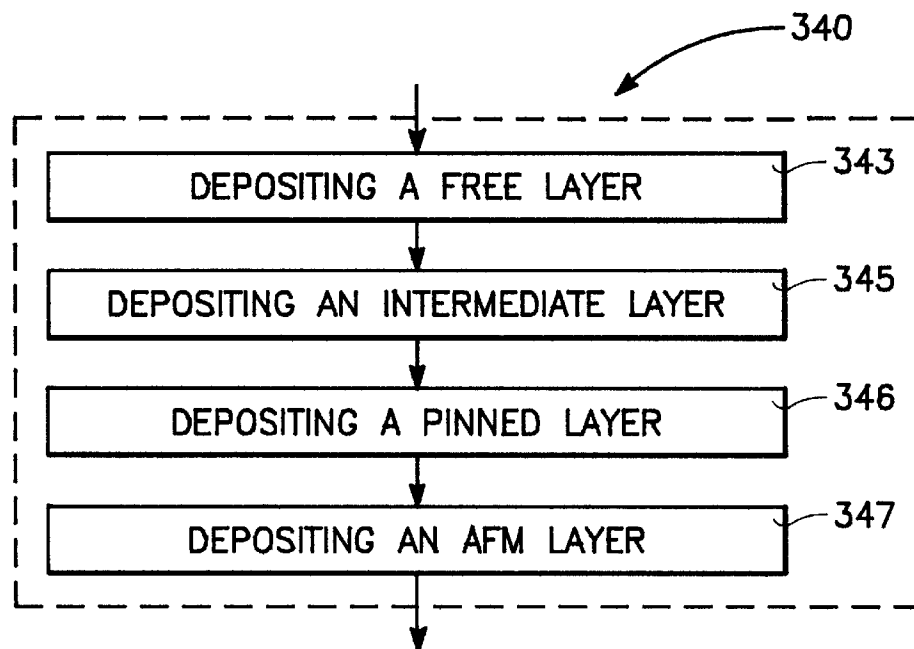 340
DEPOSITING A FREE LAYER
343
DEPOSITING AN INTERMEDIATE LAYER
345
DEPOSITING A PINNED LAYER
346
DEPOSITING AN AFM LAYER
347